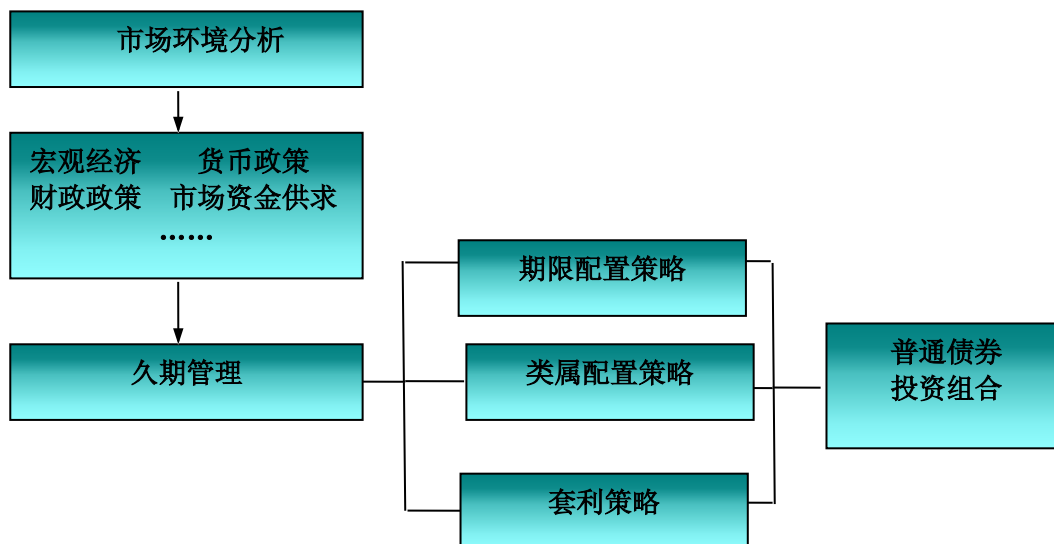 市场环境分析
宏观经济 货币政策
财政政策 市场资金供求
……
久期管理
期限配置策略
类属配置策略
套利策略
普通债券
投资组合